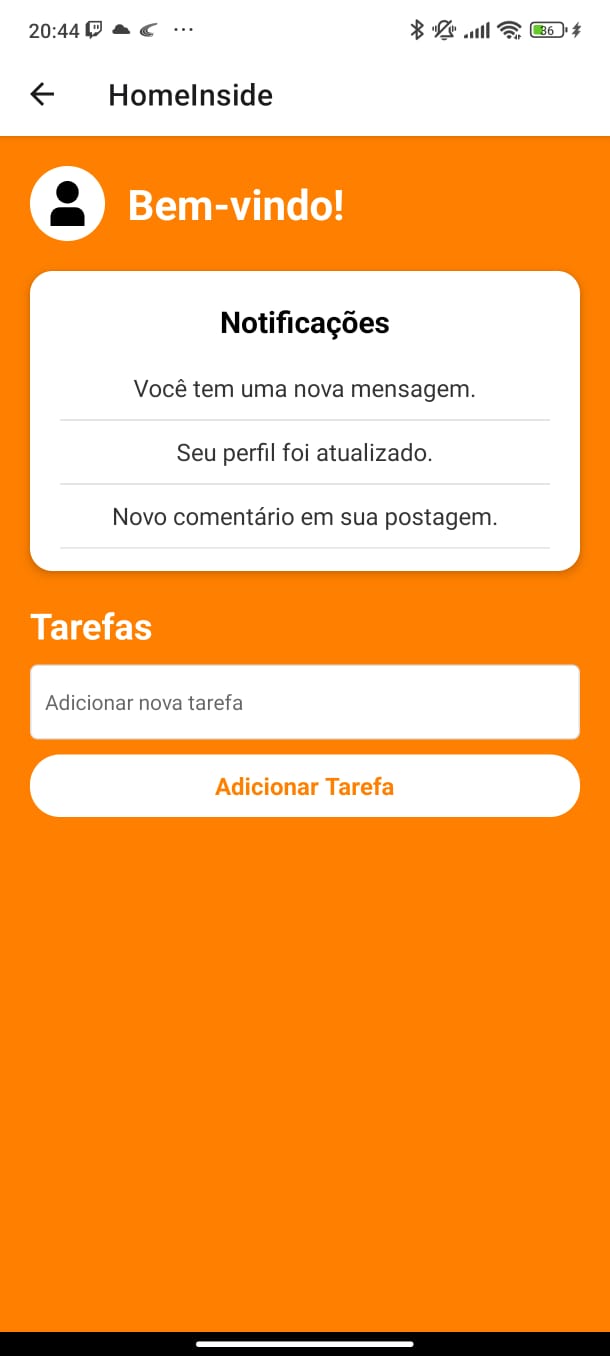 20:44
36
HomeInside
Bem-vindo!
Notificações
Você tem uma nova mensagem.
Seu perfil foi atualizado.
Novo comentário em sua postagem.
Tarefas
Adicionar nova tarefa
Adicionar Tarefa